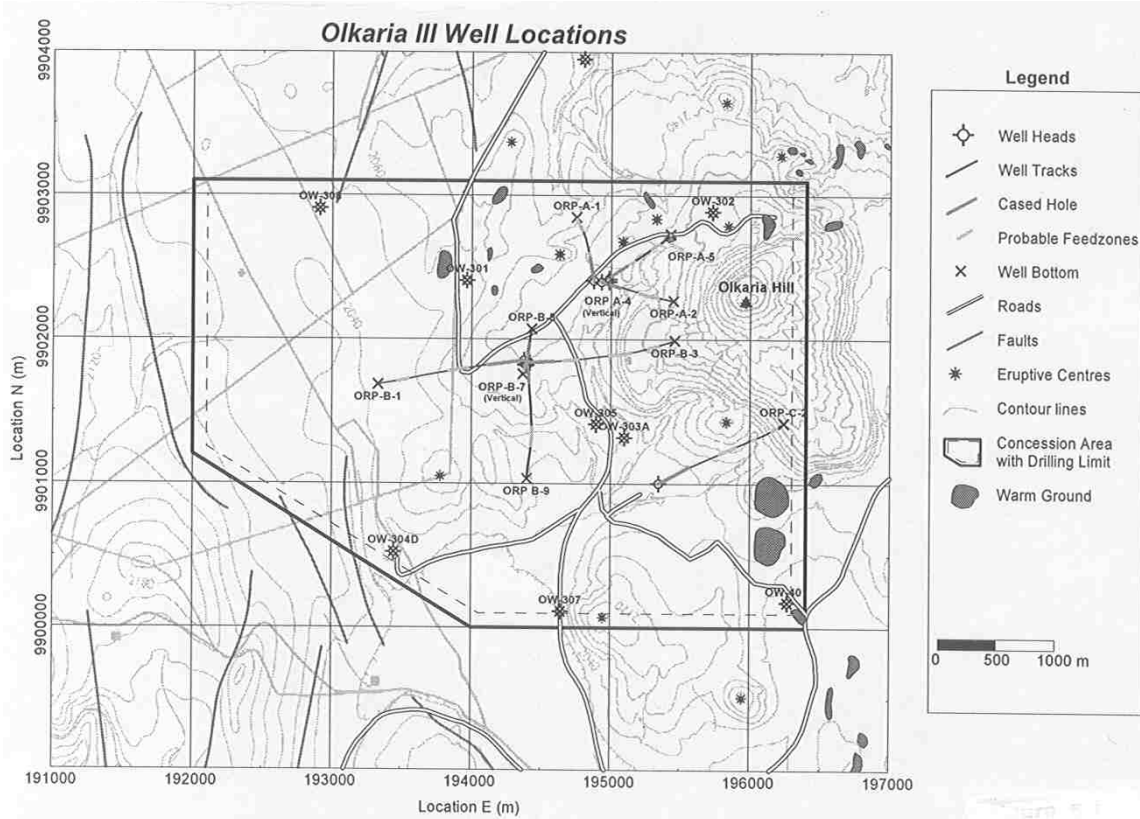 Olkaria III Well Locations
9904000
9903000
9902000
9901000
9900000
Location N (m)
191000
192000
193000
194000
195000
196000
197000
Location E (m)
ORP-A-1
OW-302
OW-301
ORP-A-5
ORP A-4
(Vertical)
Olkaria Hill
ORP-A-2
ORP-B-3
ORP-B-1
ORP-B-7
(Vertical)
OW-305
OW-303A
ORP-C-2
ORP B-9
OW-304D
OW-307
OW-40
Legend
Well Heads
Well Tracks
Cased Hole
Probable Feedzones
Well Bottom
Roads
Faults
Eruptive Centres
Contour lines
Concession Area
with Drilling Limit
Warm Ground
0
500
1000 m